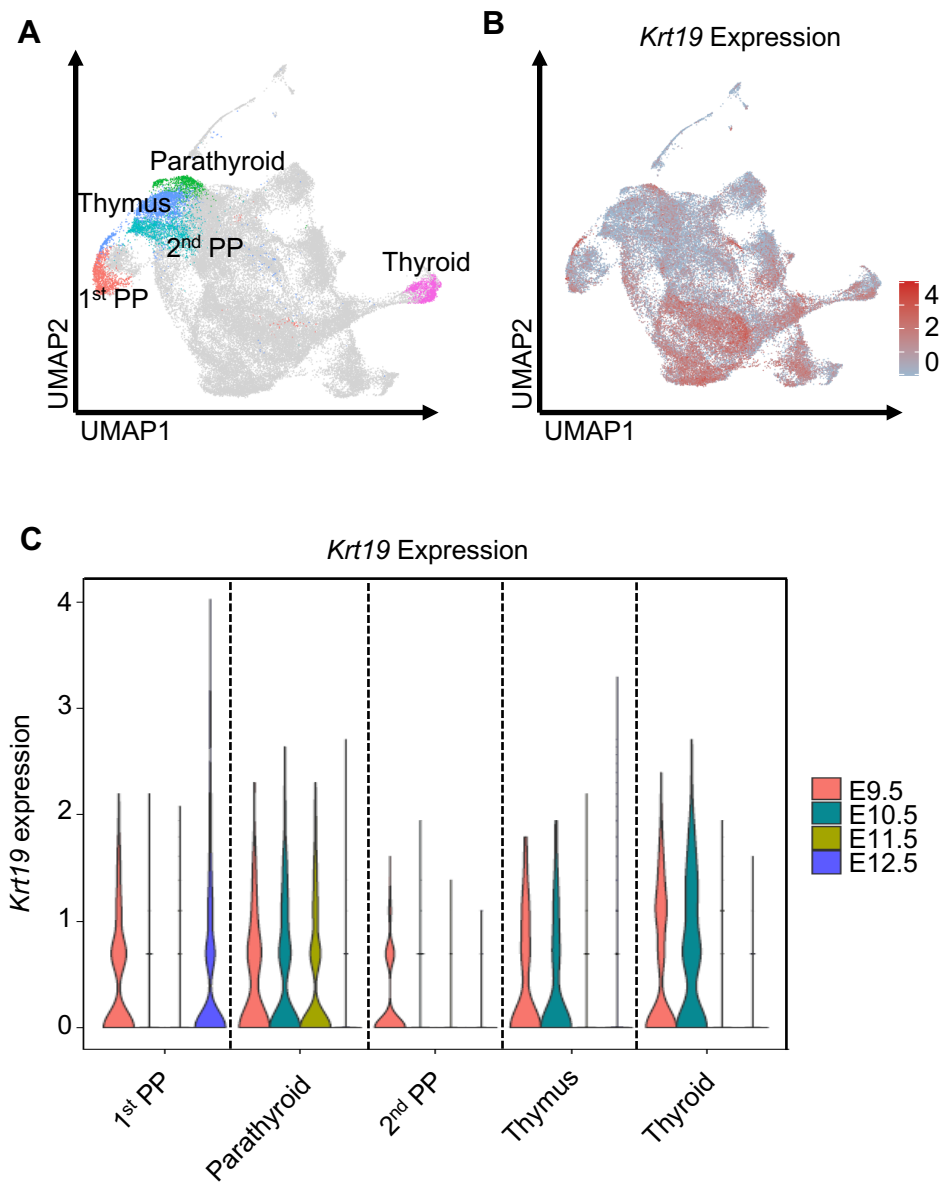 A
Parathyroid
Thymus
2nd PP
1st PP
Thyroid
UMAP2
UMAP1
B
Krt19 Expression
4
2
0
UMAP2
UMAP1
C
Krt19 Expression
Krt19 expression
4
3
2
1
0
1st PP
Parathyroid
2nd PP
Thymus
Thyroid
E9.5
E10.5
E11.5
E12.5